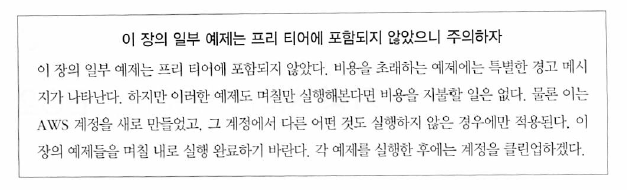 이 장의 일부 예제는 프리 티어에 포함되지 않았으니 주의하자
이 장의 일부 예제는 프리 티어에 포함되지 않았다. 비용을 초래하는 예제에는 특별한 경고 메시
지가 나타난다. 하지만 이러한 예제도 며칠만 실행해본다면 비용을 지불할 일은 없다. 물론 이는
AWS 계정을 새로 만들었고, 그 계정에서 다른 어떤 것도 실행하지 않은 경우에만 적용된다. 이
장의 예제들을 며칠 내로 실행 완료하기 바란다. 각 예제를 실행한 후에는 계정을 클린업하겠다.